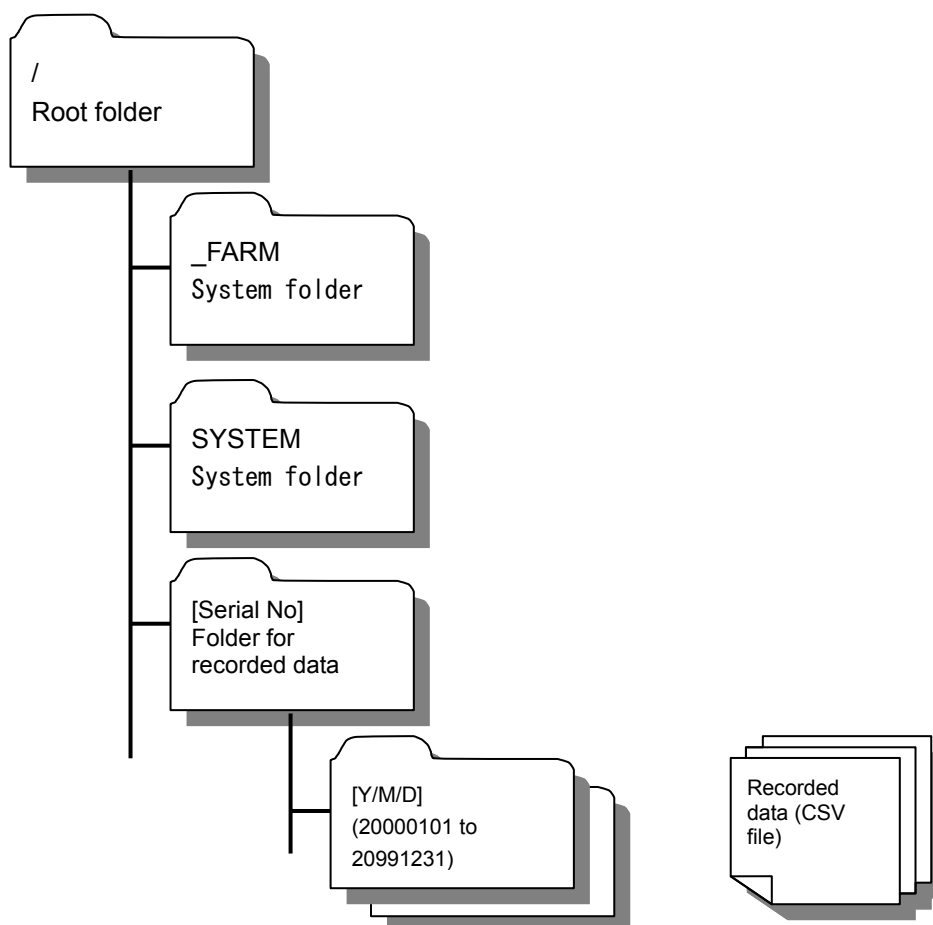 /
Root folder
_FARM
System folder
SYSTEM
System folder
[Serial No]
Folder for
recorded data
[Y/M/D]
(20000101 to
20991231)
Recorded
data (CSV
file)